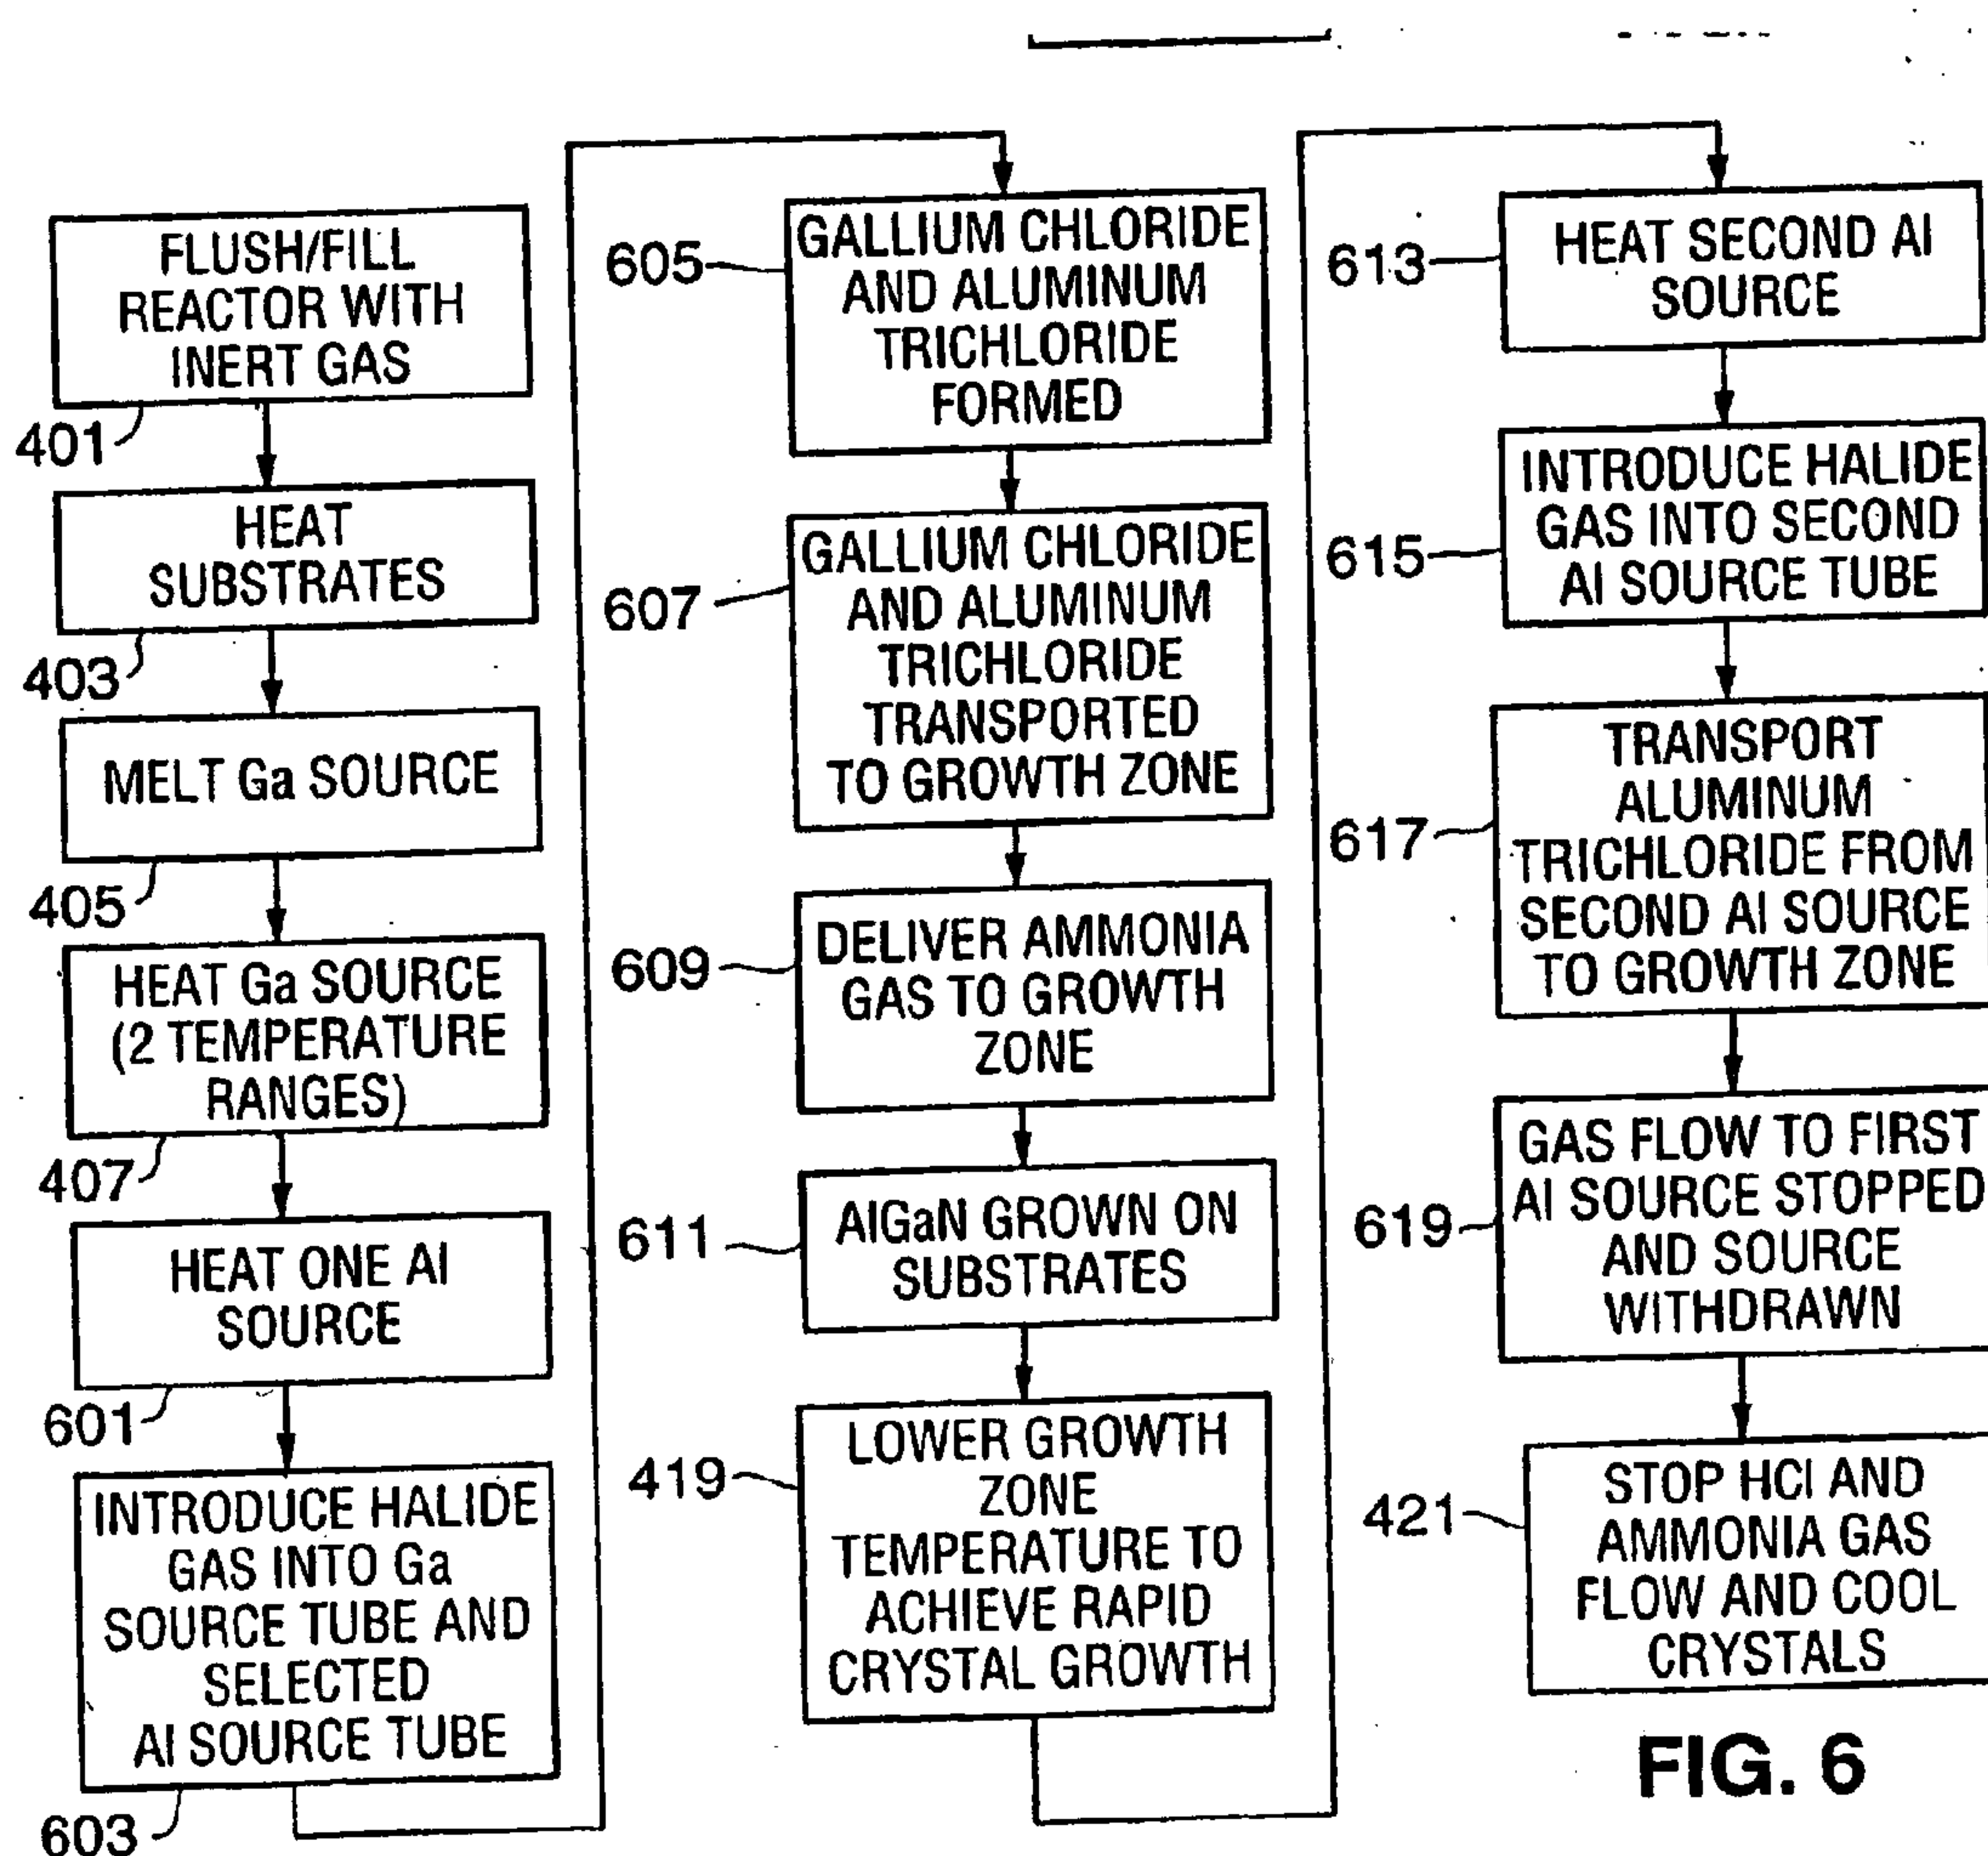 FLUSH/FILL
REACTOR WITH
INERT GAS
401
HEAT
SUBSTRATES
403
MELT Ga SOURCE
405
HEAT Ga SOURCE
(2 TEMPERATURE
RANGES)
407
HEAT ONE Al
SOURCE
601
INTRODUCE HALIDE
GAS INTO Ga
SOURCE TUBE AND
SELECTED
Al SOURCE TUBE
603
605
GALLIUM CHLORIDE
AND ALUMINUM
TRICHLORIDE
FORMED
607
GALLIUM CHLORIDE
AND ALUMINUM
TRICHLORIDE
TRANSPORTED
TO GROWTH ZONE
609
DELIVER AMMONIA
GAS TO GROWTH
ZONE
611
AlGaN GROWN ON
SUBSTRATES
419
LOWER GROWTH
ZONE
TEMPERATURE TO
ACHIEVE RAPID
CRYSTAL GROWTH
613
HEAT SECOND Al
SOURCE
615
INTRODUCE HALIDE
GAS INTO SECOND
Al SOURCE TUBE
617
TRANSPORT
ALUMINUM
TRICHLORIDE FROM
SECOND Al SOURCE
TO GROWTH ZONE
619
GAS FLOW TO FIRST
Al SOURCE STOPPED
AND SOURCE
WITHDRAWN
421
STOP HCl AND
AMMONIA GAS
FLOW AND COOL
CRYSTALS
FIG. 6